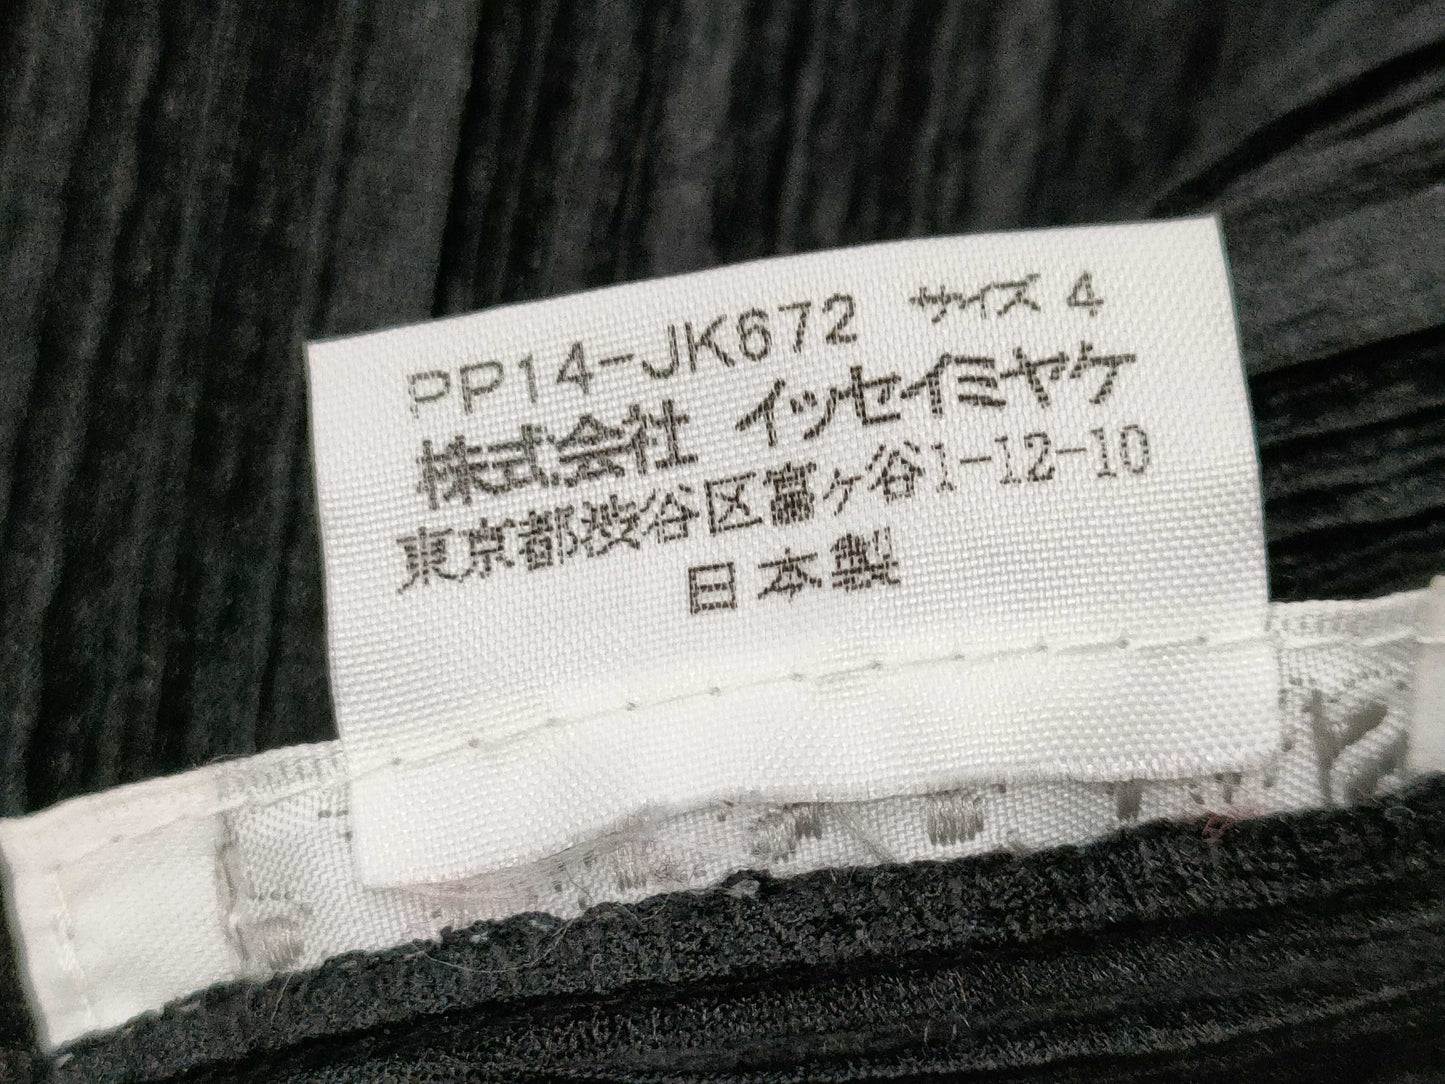 PP14-JK672 サイズ 4
株式会社 イッセイミヤケ
東京都渋谷区富ヶ谷1-12-10
日本製